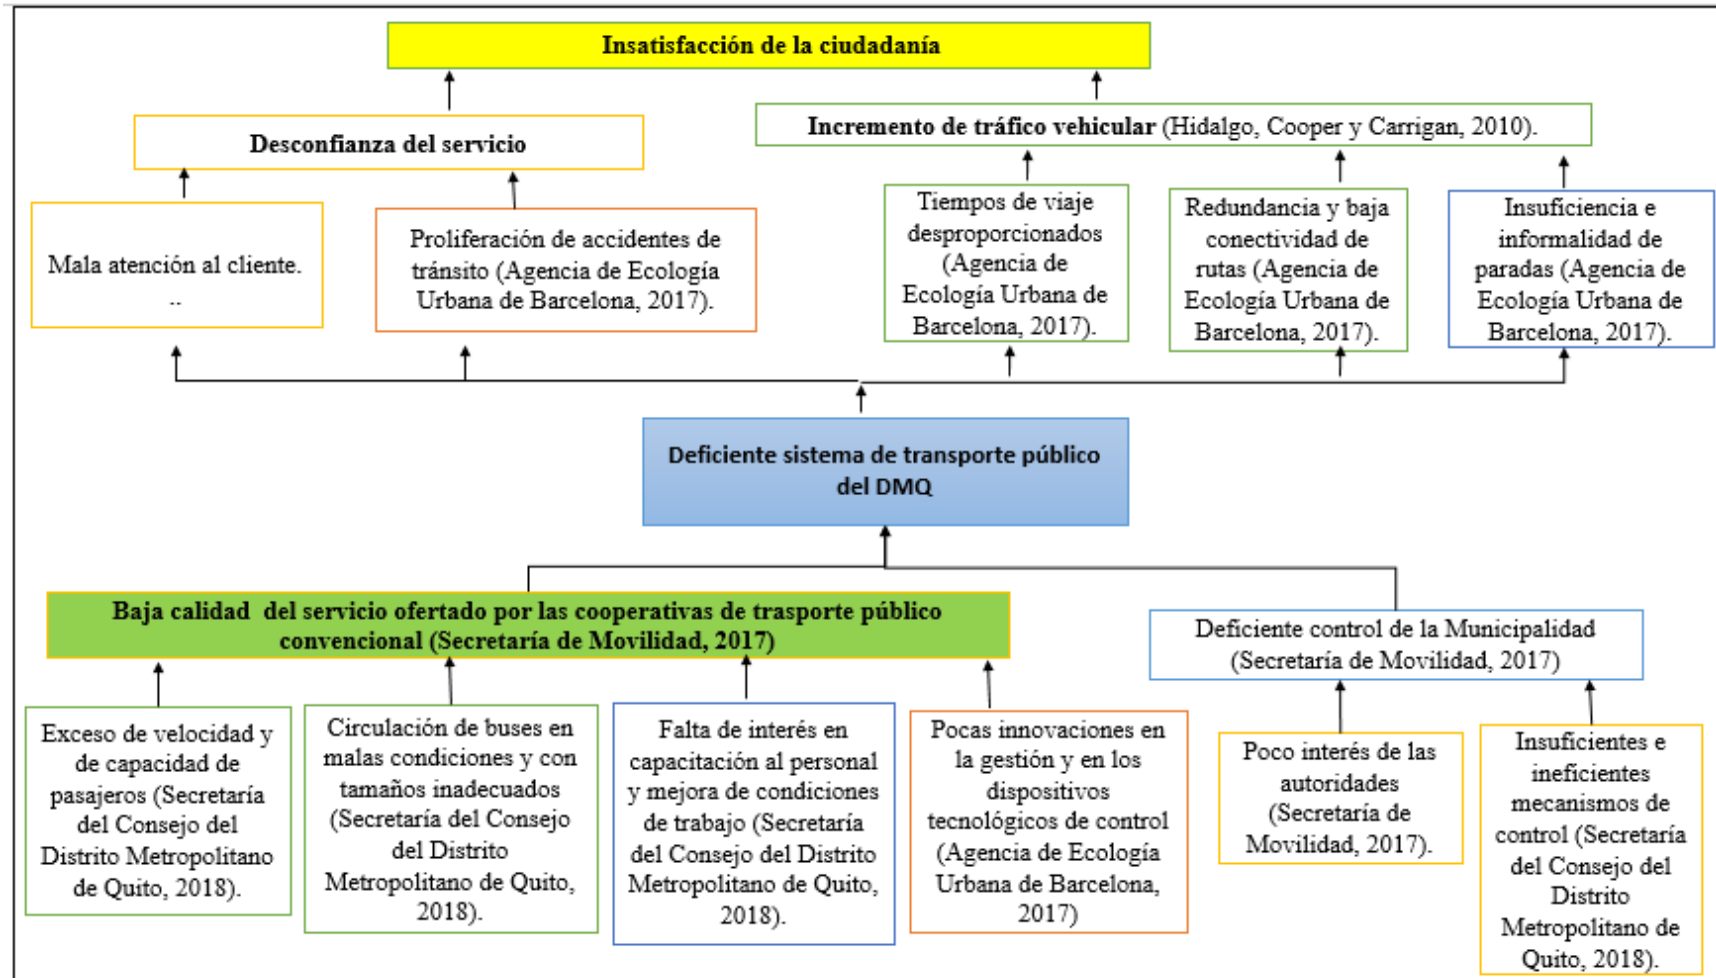 Insatisfacción de la ciudadanía
Desconfianza del servicio
Incremento de tráfico vehicular (Hidalgo, Cooper y Carrigan, 2010).
Mala atención al cliente.
..
Proliferación de accidentes de
tránsito (Agencia de Ecología
Urbana de Barcelona, 2017).
Tiempos de viaje
desproporcionados
(Agencia de
Ecología Urbana de
Barcelona, 2017).
Redundancia y baja
conectividad de
rutas (Agencia de
Ecología Urbana de
Barcelona, 2017).
Insuficiencia e
informalidad de
paradas (Agencia de
Ecología Urbana de
Barcelona, 2017).
Deficiente sistema de transporte público
del DMQ
Baja calidad  del servicio ofertado por las cooperativas de trasporte público
convencional (Secretaría de Movilidad, 2017)
Deficiente control de la Municipalidad
(Secretaría de Movilidad, 2017)
Exceso de velocidad y
de capacidad de
pasajeros (Secretaría
del Consejo del
Distrito Metropolitano
de Quito, 2018).
Circulación de buses en
malas condiciones y con
tamaños inadecuados
(Secretaría del Consejo
del Distrito
Metropolitano de Quito,
2018).
Falta de interés en
capacitación al personal
y mejora de condiciones
de trabajo (Secretaría
del Consejo del Distrito
Metropolitano de Quito,
2018).
Pocas innovaciones en
la gestión y en los
dispositivos
tecnológicos de control
(Agencia de Ecología
Urbana de Barcelona,
2017)
Poco interés de las
autoridades
(Secretaría de
Movilidad, 2017).
Insuficientes e
ineficientes
mecanismos de
control (Secretaría
del Consejo del
Distrito
Metropolitano de
Quito, 2018).